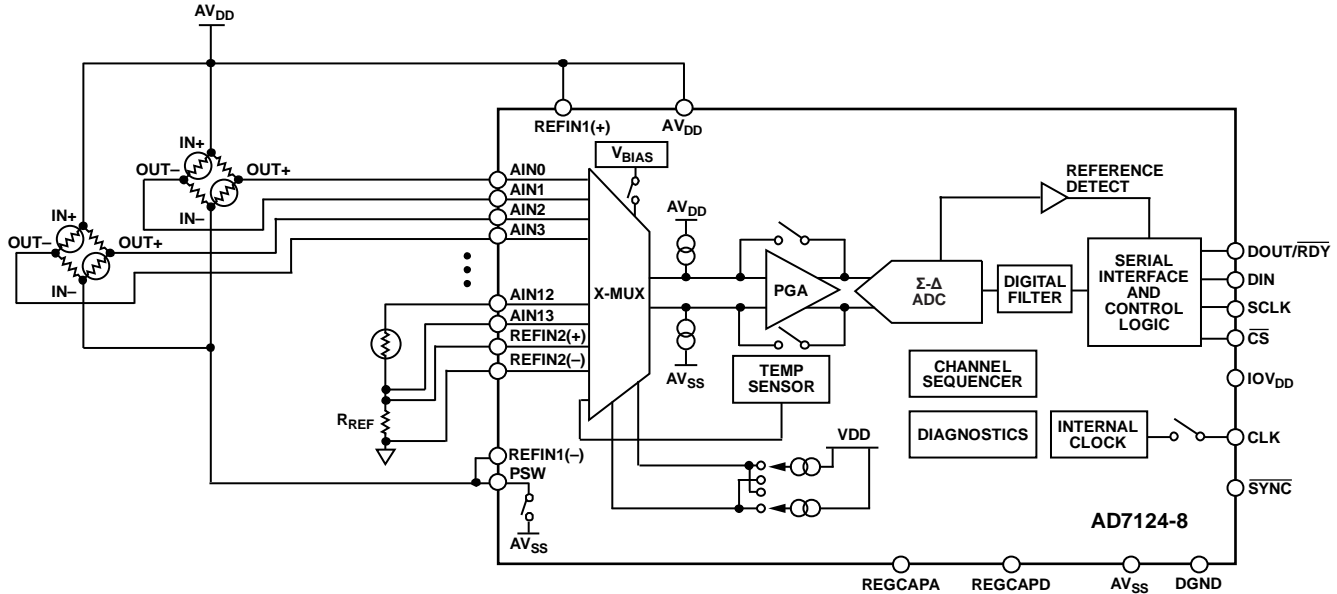 AVDD
IN+
OUT–
OUT+
IN–
IN+
OUT–
OUT+
IN–
RREF
REFIN1(+)
AVDD
AIN0
AIN1
AIN2
AIN3
AIN12
AIN13
REFIN2(+)
REFIN2(–)
REFIN1(–)
PSW
AVSS
VBIAS
X-MUX
AVDD
AVSS
PGA
TEMP
SENSOR
VDD
Σ-Δ
ADC
REFERENCE
DETECT
DIGITAL
FILTER
SERIAL
INTERFACE
AND
CONTROL
LOGIC
CHANNEL
SEQUENCER
DIAGNOSTICS
INTERNAL
CLOCK
DOUT/R̅D̅Y̅
DIN
SCLK
C̅S̅
IOVDD
CLK
S̅Y̅N̅C̅
AD7124-8
REGCAPA
REGCAPD
AVSS
DGND